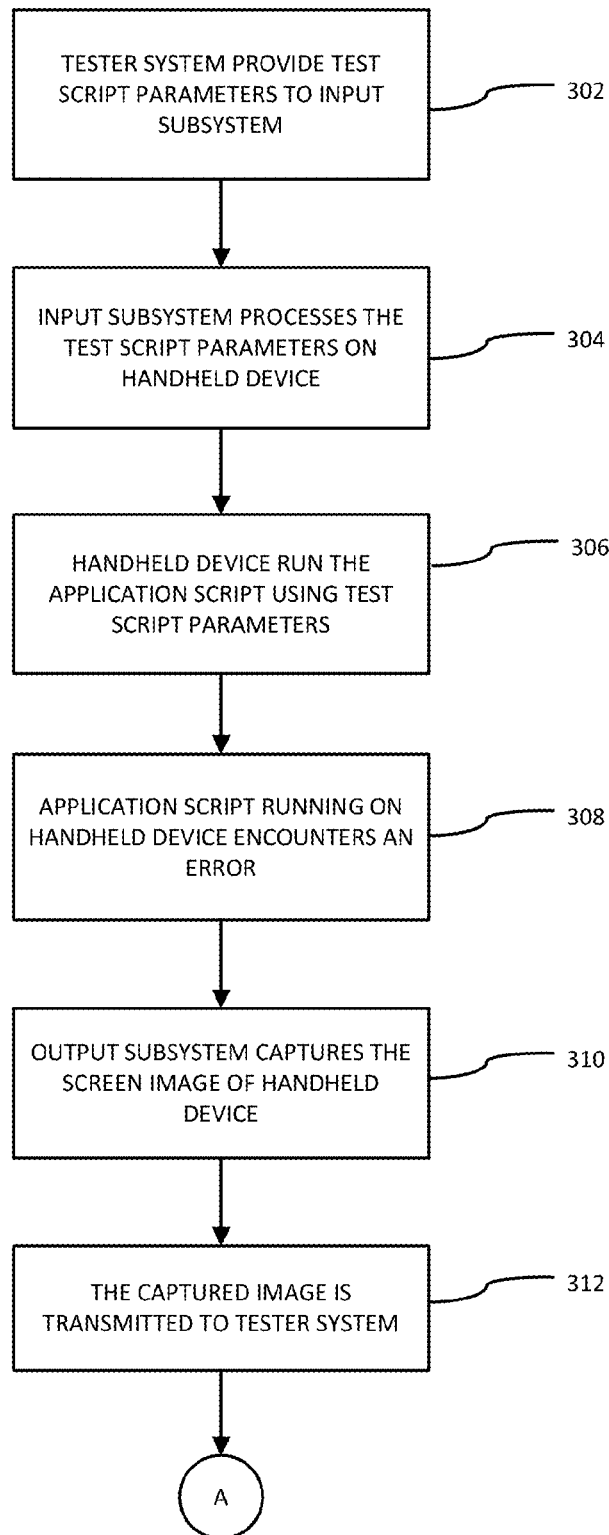 TESTER SYSTEM PROVIDE TEST
SCRIPT PARAMETERS TO INPUT
SUBSYSTEM
302
INPUT SUBSYSTEM PROCESSES THE
TEST SCRIPT PARAMETERS ON
HANDHELD DEVICE
304
HANDHELD DEVICE RUN THE
APPLICATION SCRIPT USING TEST
SCRIPT PARAMETERS
306
APPLICATION SCRIPT RUNNING ON
HANDHELD DEVICE ENCOUNTERS AN
ERROR
308
OUTPUT SUBSYSTEM CAPTURES THE
SCREEN IMAGE OF HANDHELD
DEVICE
310
THE CAPTURED IMAGE IS
TRANSMITTED TO TESTER SYSTEM
312
A